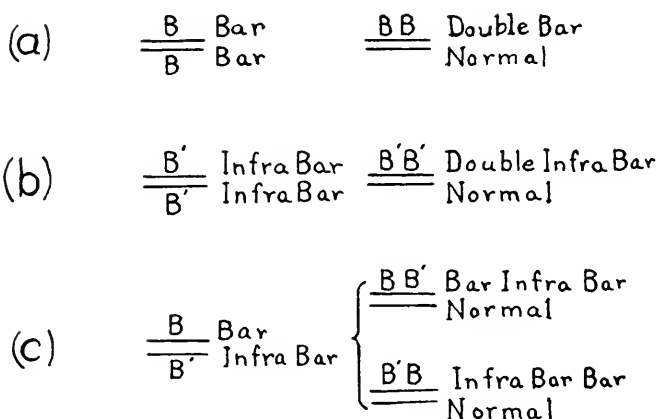 (a) B Bar BB Double Bar
B Bar Normal
(b) B' Infra Bar B'B' Double Infra Bar
B' Infra Bar Normal
B B' Bar Infra Bar
Normal
(c) B Bar
B' Infra Bar
B'B Infra Bar Bar
Normal